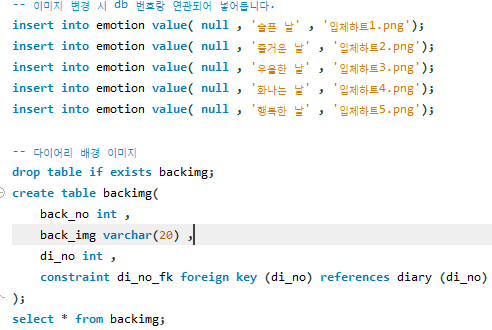 -- 이미지 변경 시 db 번호랑 연관되어 넣어둡니다.
insert into emotion value( null , '슬픈 날' , '입체하트1.png');
insert into emotion value( null , '즐거운 날' , '입체하트2.png');
insert into emotion value( null , '우울한 날' , '입체하트3.png');
insert into emotion value( null , '화나는 날' , '입체하트4.png');
insert into emotion value( null , '행복한 날' , '입체하트5.png');
-- 다이어리 배경 이미지
drop table if exists backimg;
create table backimg(
back_no int ,
back_img varchar(20) ,
di_no int ,
constraint di_no_fk foreign key (di_no) references diary (di_no)
);
select * from backimg;